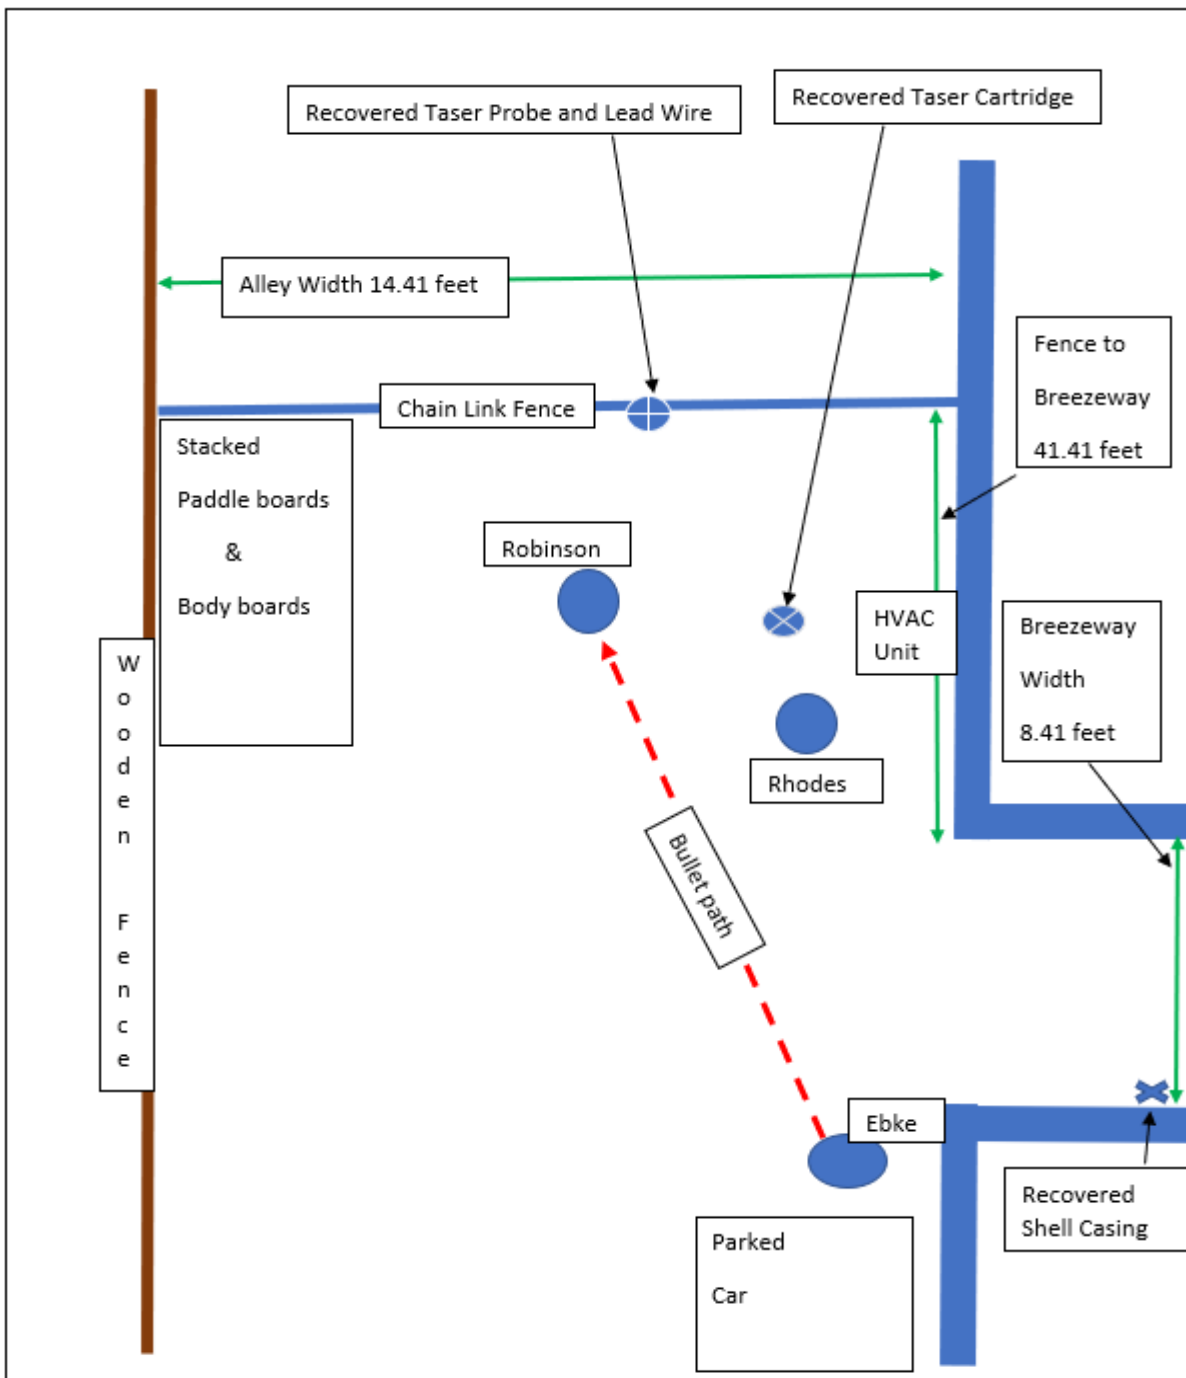 Recovered Taser Probe and Lead Wire
Recovered Taser Cartridge
Alley Width 14.41 feet
Fence to
Breezeway
41.41 feet
Chain Link Fence
Stacked
Paddle boards
&
Body boards
Robinson
HVAC
Unit
Breezeway
Width
8.41 feet
Wooden Fence
Rhodes
Bullet path
Ebke
Recovered
Shell Casing
Parked
Car